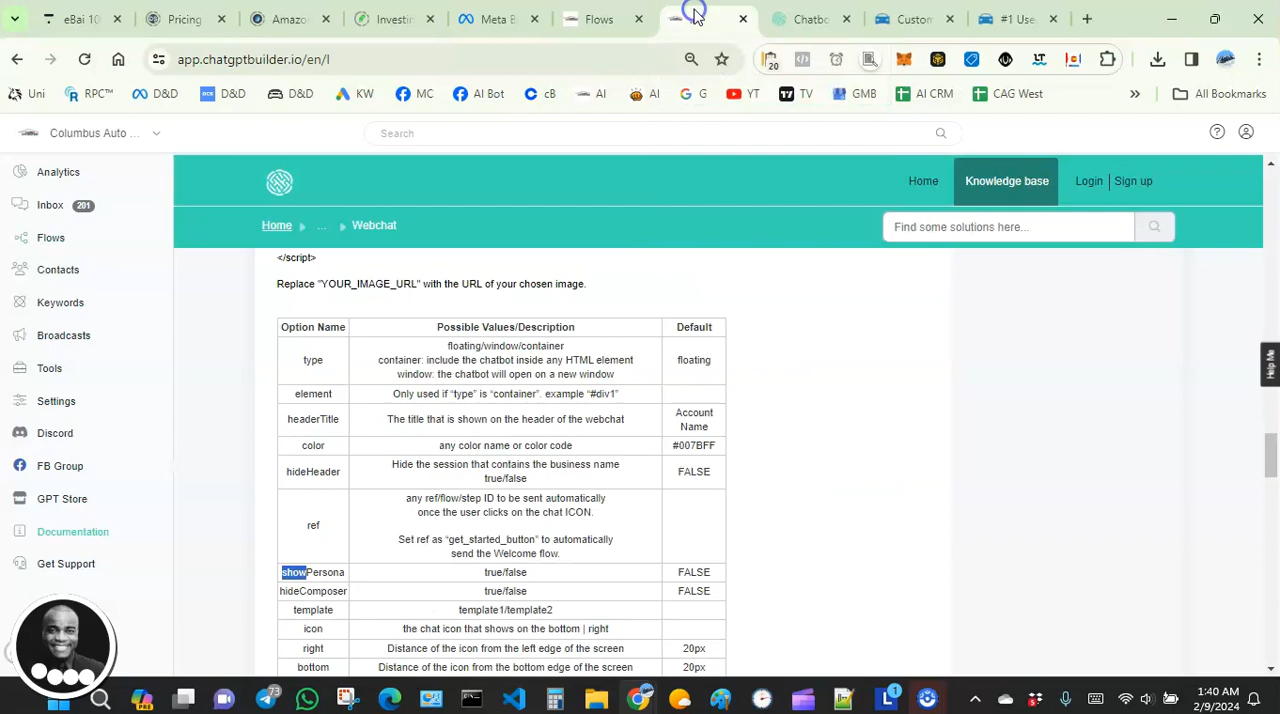 eBai 10
Pricing
Amazo
Investin
Meta B
Flows
Chatbo
Custom
#1 Use
app.chatgptbuilder.io/en/l
20
Uni
RPC™
D&D
D&D
D&D
KW
MC
AI Bot
cB
AI
AI
G
YT
TV
GMB
AI CRM
CAG West
All Bookmarks
Columbus Auto ...
Search
Analytics
Inbox 201
Flows
Contacts
Keywords
Broadcasts
Tools
Settings
Discord
FB Group
GPT Store
Documentation
Get Support
Home
Knowledge base
Login
Sign up
Home
...
Webchat
Find some solutions here...
</script>
Replace "YOUR_IMAGE_URL" with the URL of your chosen image.
Option Name Possible Values/Description Default
floating/window/container
container: include the chatbot inside any HTML element
window: the chatbot will open on a new window
type
floating
element Only used if “type” is “container”. example “#div1”
headerTitle The title that is shown on the header of the webchat
Account
Name
color any color name or color code #007BFF
Hide the session that contains the business name
true/false
hideHeader
FALSE
any ref/flow/step ID to be sent automatically
once the user clicks on the chat ICON.
ref
Set ref as “get_started_button” to automatically
send the Welcome flow.
showPersona true/false FALSE
hideComposer true/false FALSE
template template1/template2
icon the chat icon that shows on the bottom | right
right Distance of the icon from the left edge of the screen 20px
bottom Distance of the icon from the bottom edge of the screen 20px
Help Me
73
1
1:40 AM
2/9/2024